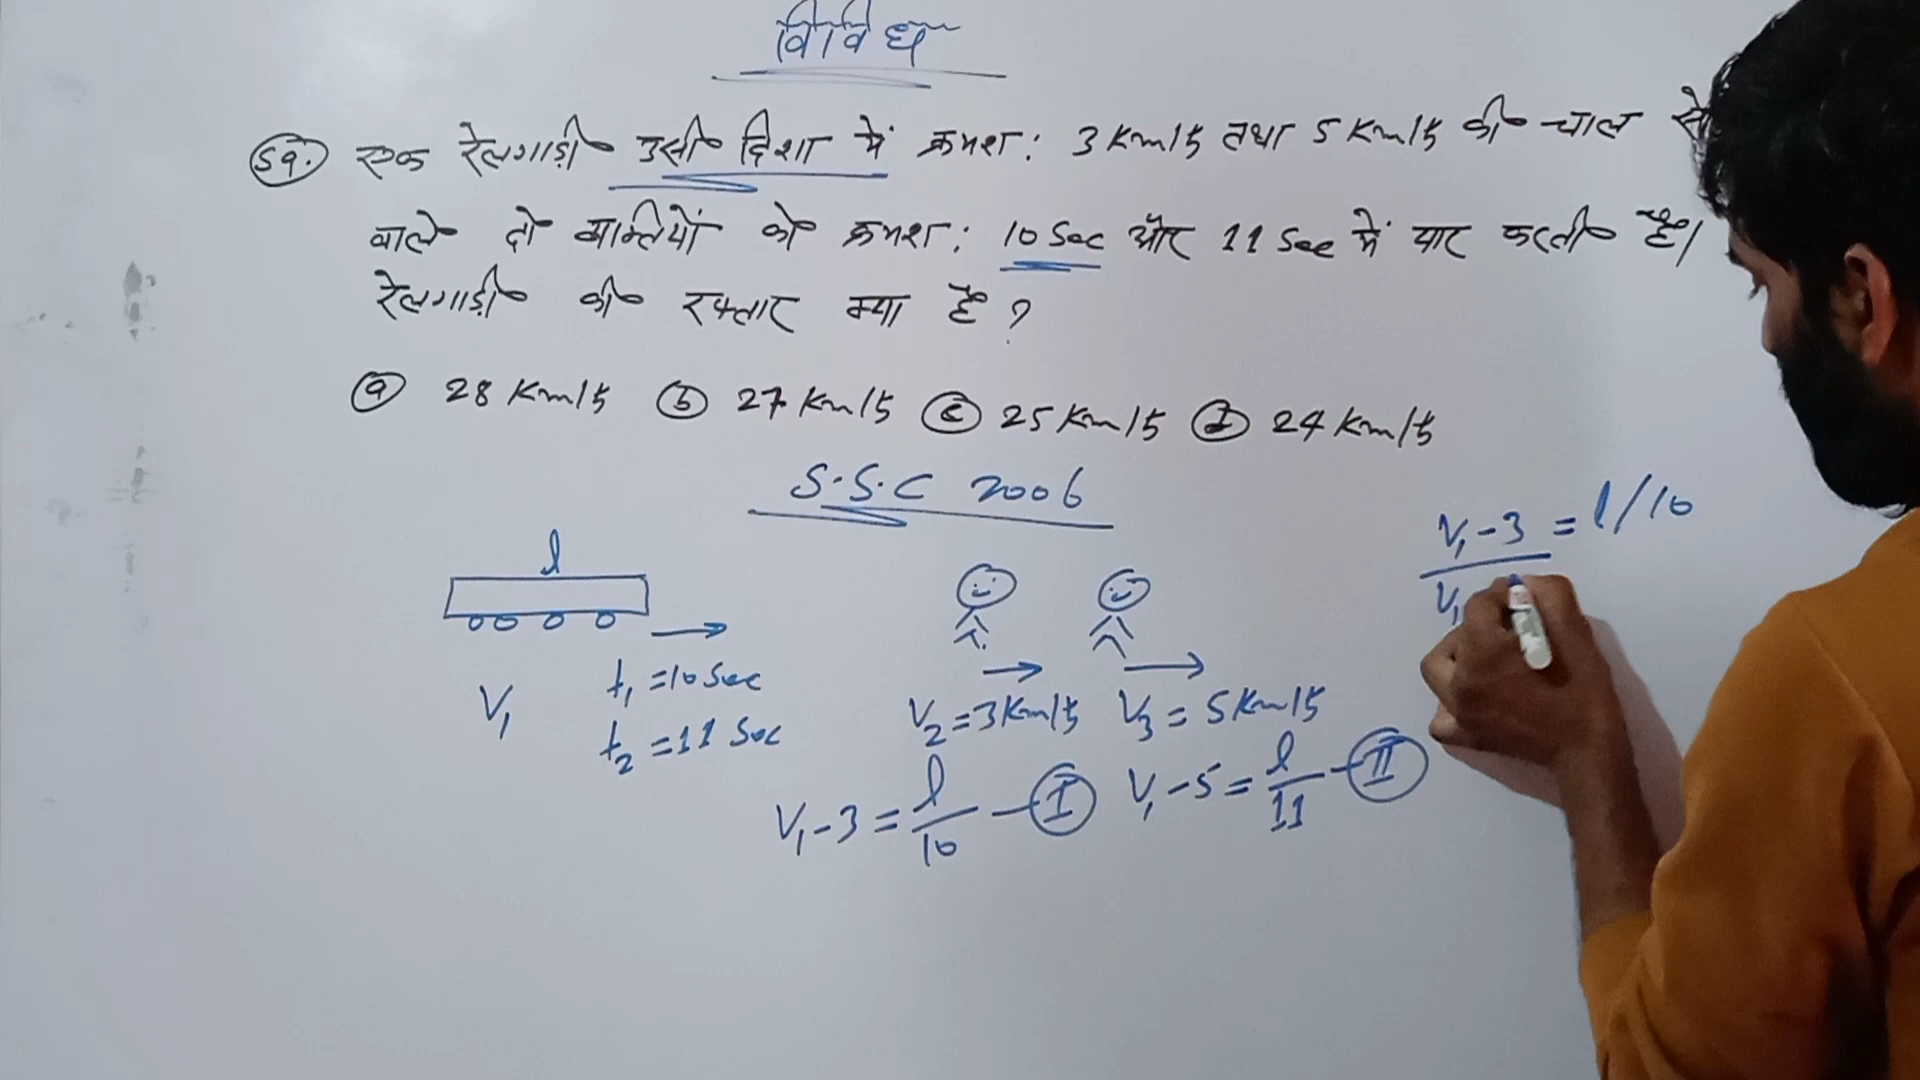 विविध
59. एक रेलगाड़ी उसी दिशा में क्रमश: 3 Km/h तथा 5 Km/h की चाल से
वाले दो व्यक्तियों को क्रमश: 10 Sec और 11 Sec में पार करती है।
रेलगाड़ी की रफ्तार क्या है ?
(a) 28 Km/h (b) 27 Km/h (c) 25 Km/h (d) 24 Km/h
S.S.C 2006
l
V₁
t₁ = 10 Sec
t₂ = 11 Sec
V₂ = 3 Km/h V₃ = 5 Km/h
V₁ - 3 = l/10 — (I) V₁ - 5 = l/11 — (II)
V₁ - 3 = l/10
V₁